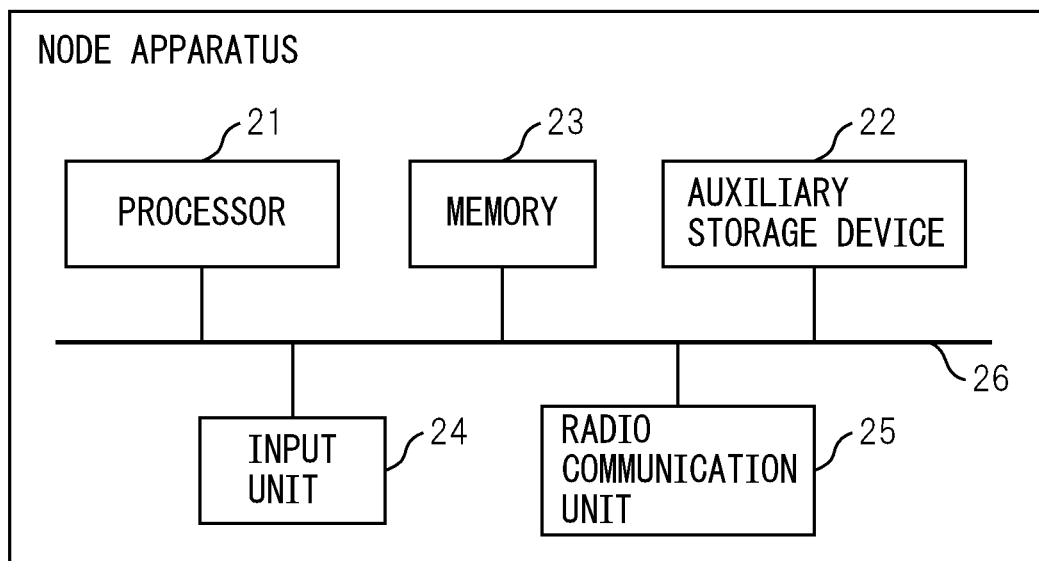 NODE APPARATUS
21
23
22
PROCESSOR
MEMORY
AUXILIARY
STORAGE DEVICE
26
24
25
INPUT
UNIT
RADIO
COMMUNICATION
UNIT